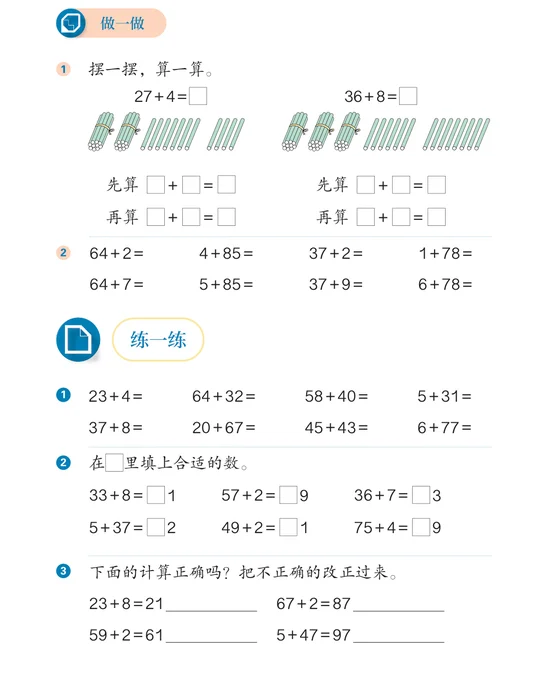 做一做
1 摆一摆，算一算。
27+4=□ 36+8=□
先算 □+□=□ 先算 □+□=□
再算 □+□=□ 再算 □+□=□
2 64+2= 4+85= 37+2= 1+78=
64+7= 5+85= 37+9= 6+78=
练一练
1 23+4= 64+32= 58+40= 5+31=
37+8= 20+67= 45+43= 6+77=
2 在□里填上合适的数。
33+8=□1 57+2=□9 36+7=□3
5+37=□2 49+2=□1 75+4=□9
3 下面的计算正确吗？把不正确的改正过来。
23+8=21__________ 67+2=87__________
59+2=61__________ 5+47=97__________